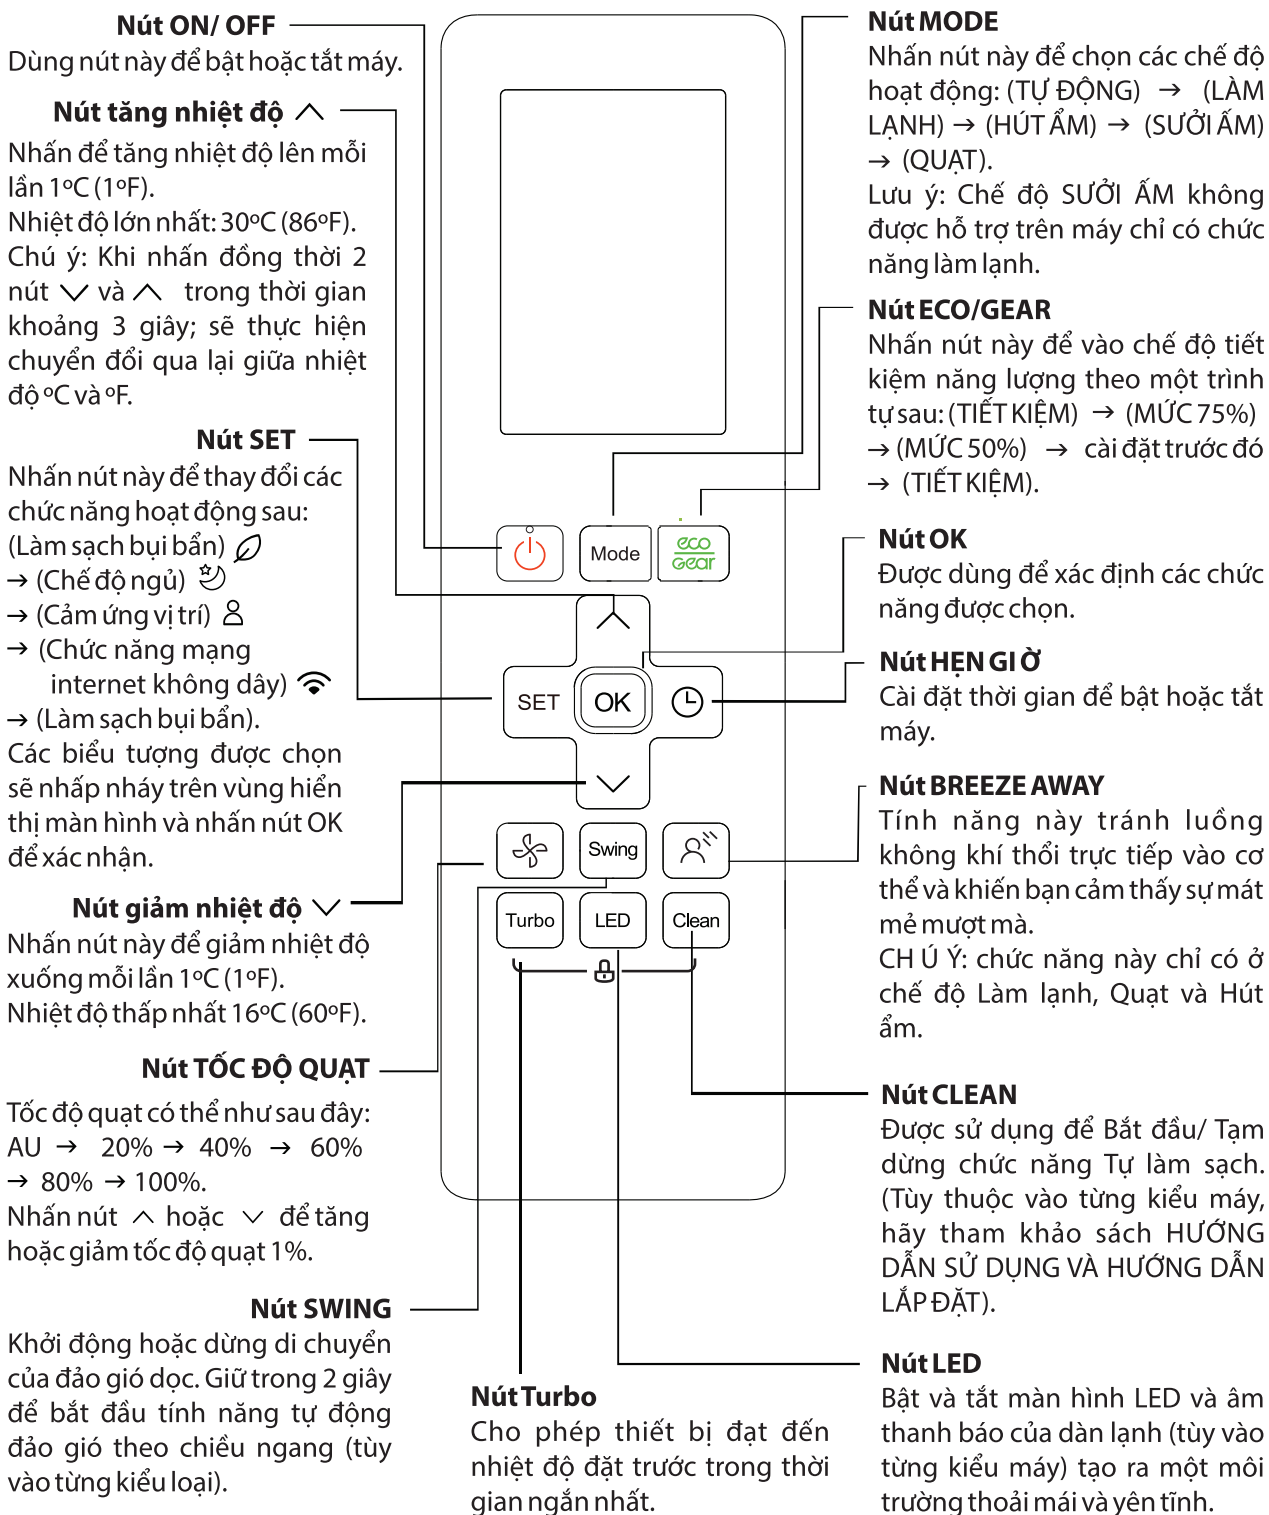 Nút ON/ OFF
Dùng nút này để bật hoặc tắt máy.
Nút tăng nhiệt độ
Nhấn để tăng nhiệt độ lên mỗi
lần 1ºC (1ºF).
Nhiệt độ lớn nhất: 30ºC (86ºF).
Chú ý: Khi nhấn đồng thời 2
nút và trong thời gian
khoảng 3 giây; sẽ thực hiện
chuyển đổi qua lại giữa nhiệt
độ ºC và ºF.
Nút SET
Nhấn nút này để thay đổi các
chức năng hoạt động sau:
(Làm sạch bụi bẩn)
→ (Chế độ ngủ)
→ (Cảm ứng vị trí)
→ (Chức năng mạng
internet không dây)
→ (Làm sạch bụi bẩn).
Các biểu tượng được chọn
sẽ nhấp nháy trên vùng hiển
thị màn hình và nhấn nút OK
để xác nhận.
Nút giảm nhiệt độ
Nhấn nút này để giảm nhiệt độ
xuống mỗi lần 1ºC (1ºF).
Nhiệt độ thấp nhất 16ºC (60ºF).
Nút TỐC ĐỘ QUẠT
Tốc độ quạt có thể như sau đây:
AU → 20% → 40% → 60%
→ 80% → 100%.
Nhấn nút hoặc để tăng
hoặc giảm tốc độ quạt 1%.
Nút SWING
Khởi động hoặc dừng di chuyển
của đảo gió dọc. Giữ trong 2 giây
để bắt đầu tính năng tự động
đảo gió theo chiều ngang (tùy
vào từng kiểu loại).
Mode
eco
Gear
SET
OK
Swing
Turbo
LED
Clean
Nút Turbo
Cho phép thiết bị đạt đến
nhiệt độ đặt trước trong thời
gian ngắn nhất.
Nút MODE
Nhấn nút này để chọn các chế độ
hoạt động: (TỰ ĐỘNG) → (LÀM
LẠNH) → (HÚT ẨM) → (SƯỞI ẤM)
→ (QUẠT).
Lưu ý: Chế độ SƯỞI ẤM không
được hỗ trợ trên máy chỉ có chức
năng làm lạnh.
Nút ECO/GEAR
Nhấn nút này để vào chế độ tiết
kiệm năng lượng theo một trình
tự sau: (TIẾT KIỆM) → (MỨC 75%)
→ (MỨC 50%) → cài đặt trước đó
→ (TIẾT KIỆM).
Nút OK
Được dùng để xác định các chức
năng được chọn.
Nút HẸN GI Ờ
Cài đặt thời gian để bật hoặc tắt
máy.
Nút BREEZE AWAY
Tính năng này tránh luồng
không khí thổi trực tiếp vào cơ
thể và khiến bạn cảm thấy sự mát
mẻ mượt mà.
CH Ú Ý: chức năng này chỉ có ở
chế độ Làm lạnh, Quạt và Hút
ẩm.
Nút CLEAN
Được sử dụng để Bắt đầu/ Tạm
dừng chức năng Tự làm sạch.
(Tùy thuộc vào từng kiểu máy,
hãy tham khảo sách HƯỚNG
DẪN SỬ DỤNG VÀ HƯỚNG DẪN
LẮP ĐẶT).
Nút LED
Bật và tắt màn hình LED và âm
thanh báo của dàn lạnh (tùy vào
từng kiểu máy) tạo ra một môi
trường thoải mái và yên tĩnh.